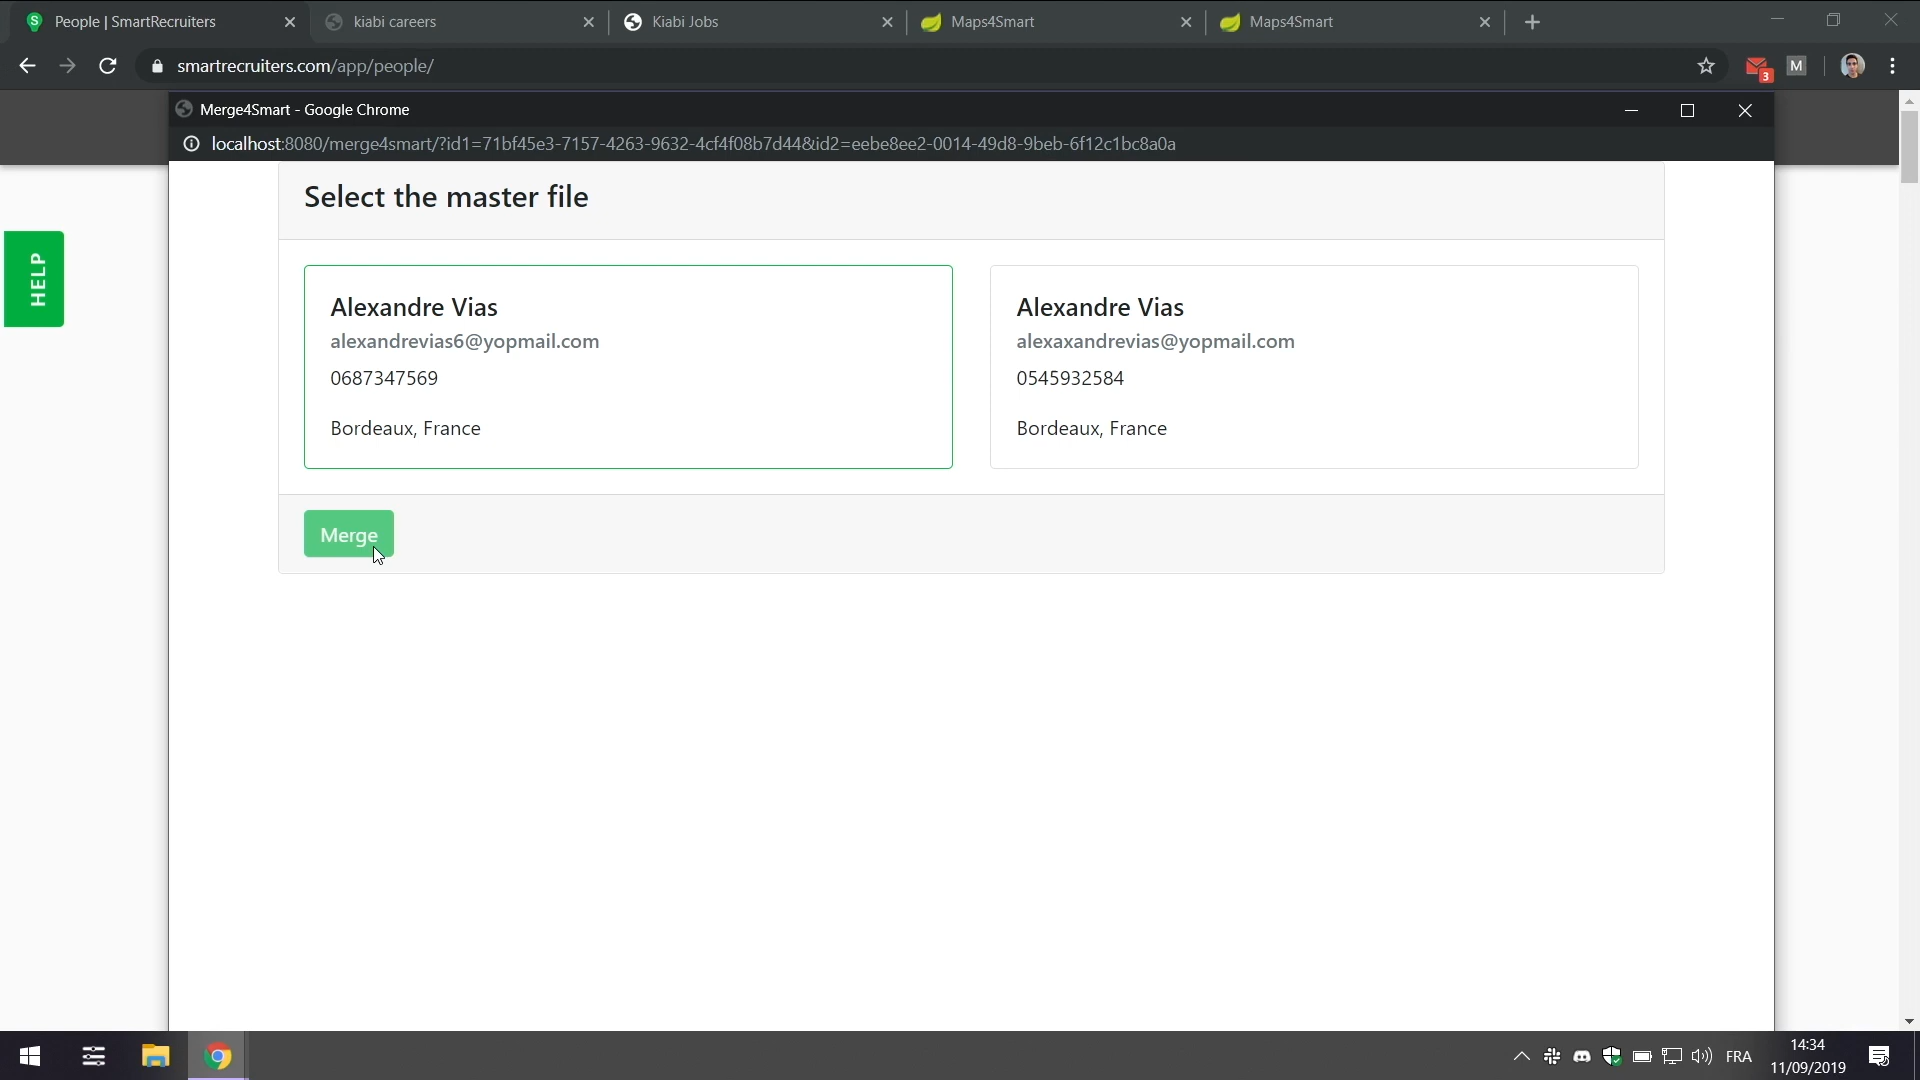 People | SmartRecruiters
kiabi careers
Kiabi Jobs
Maps4Smart
Maps4Smart
smartrecruiters.com/app/people/
3
M
Merge4Smart - Google Chrome
localhost:8080/merge4smart/?id1=71bf45e3-7157-4263-9632-4cf4f08b7d44&id2=eebe8ee2-0014-49d8-9beb-6f12c1bc8a0a
Select the master file
HELP
Alexandre Vias
alexandrevias6@yopmail.com
0687347569
Bordeaux, France
Alexandre Vias
alexaxandrevias@yopmail.com
0545932584
Bordeaux, France
Merge
FRA
14:34
11/09/2019